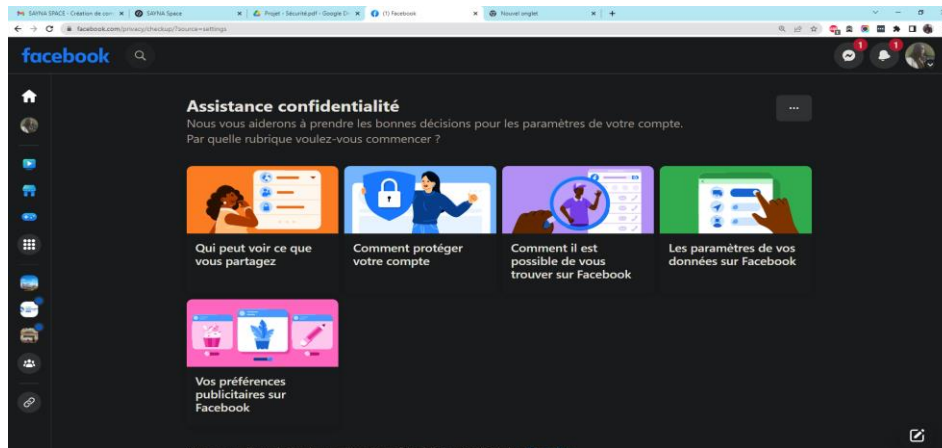 SAYNA SPACE - Création de con
SAYNA Space
Projet - Sécurité.pdf - Google D
(1) Facebook
Nouvel onglet
facebook.com/privacy/checkup/?source=settings
facebook
1
1
Assistance confidentialité
Nous vous aiderons à prendre les bonnes décisions pour les paramètres de votre compte.
Par quelle rubrique voulez-vous commencer ?
Qui peut voir ce que
vous partagez
Comment protéger
votre compte
Comment il est
possible de vous
trouver sur Facebook
Les paramètres de vos
données sur Facebook
Vos préférences
publicitaires sur
Facebook